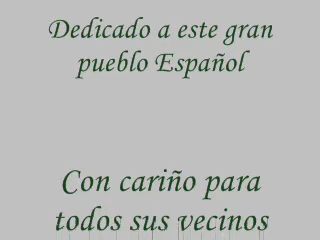 Dedicado a este gran
pueblo Español
Con cariño para
todos sus vecinos